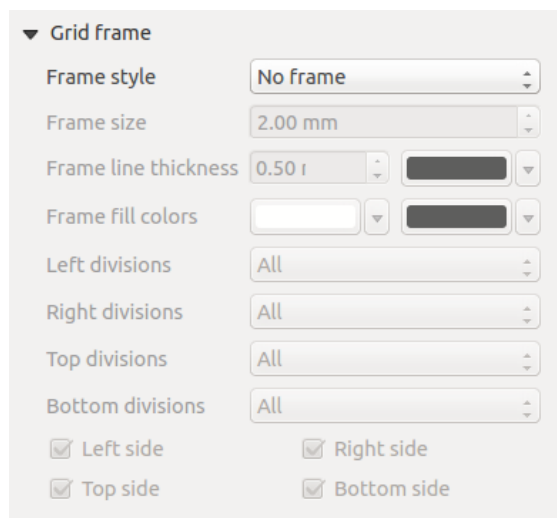 Grid frame
Frame style No frame
Frame size 2.00 mm
Frame line thickness 0.50 r
Frame fill colors
Left divisions All
Right divisions All
Top divisions All
Bottom divisions All
Left side Right side
Top side Bottom side